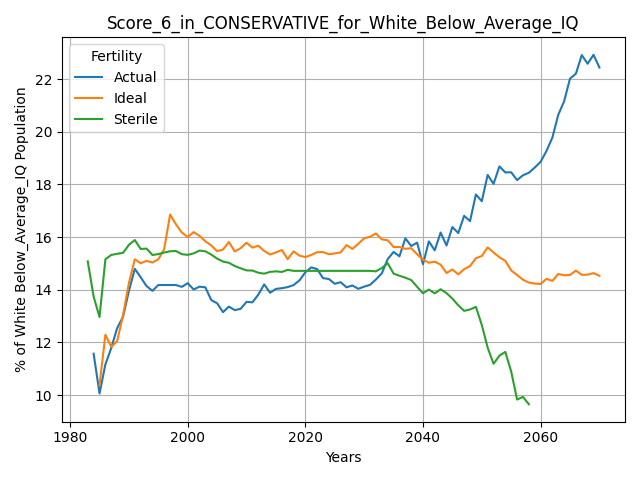 Score_6_in_CONSERVATIVE_for_White_Below_Average_IQ
Fertility
Actual
Ideal
Sterile
% of White Below_Average_IQ Population
22
20
18
16
14
12
10
1980
2000
2020
2040
2060
Years